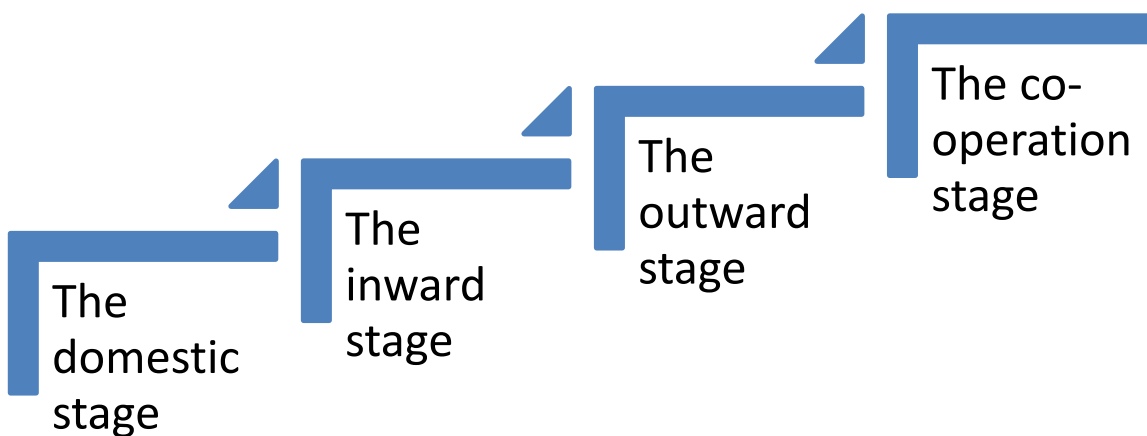 The
domestic
stage
The
inward
stage
The
outward
stage
The co-
operation
stage